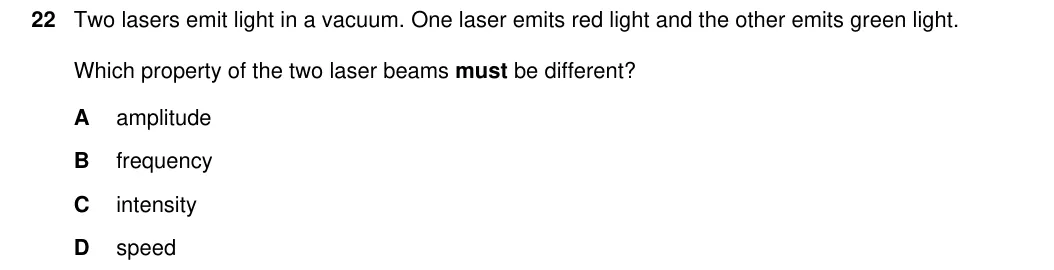 22 Two lasers emit light in a vacuum. One laser emits red light and the other emits green light.
Which property of the two laser beams must be different?
A amplitude
B frequency
C intensity
D speed